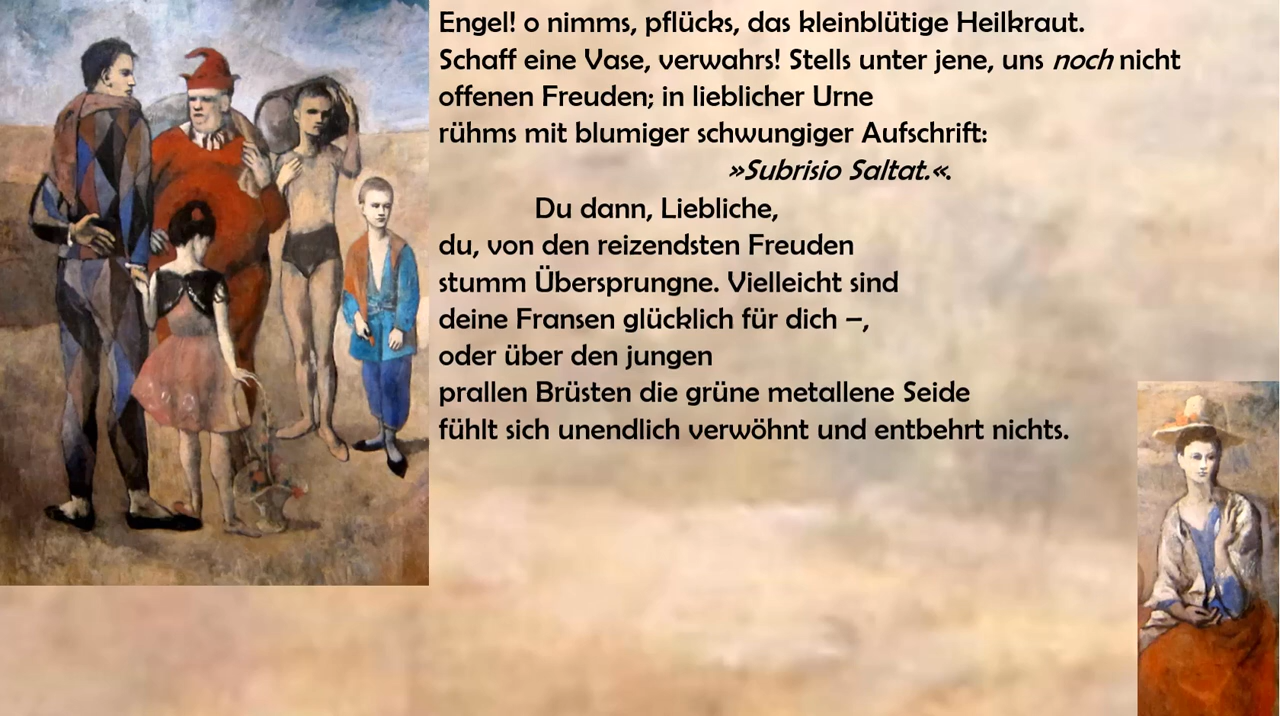 Engel! o nimms, pflücks, das kleinblütige Heilkraut.
Schaff eine Vase, verwahrs! Stells unter jene, uns noch nicht
offenen Freuden; in lieblicher Urne
rühms mit blumiger schwungiger Aufschrift:
»Subrisio Saltat.«.
Du dann, Liebliche,
du, von den reizendsten Freuden
stumm Übersprungne. Vielleicht sind
deine Fransen glücklich für dich –,
oder über den jungen
prallen Brüsten die grüne metallene Seide
fühlt sich unendlich verwöhnt und entbehrt nichts.